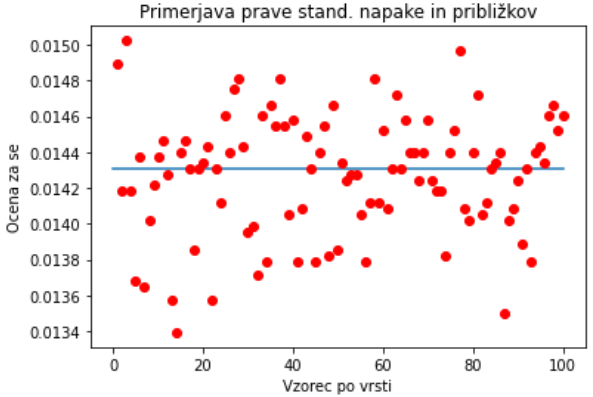 Primerjava prave stand. napake in približkov
0.0150
0.0148
0.0146
0.0144
0.0142
0.0140
0.0138
0.0136
0.0134
Ocena za se
0 20 40 60 80 100
Vzorec po vrsti